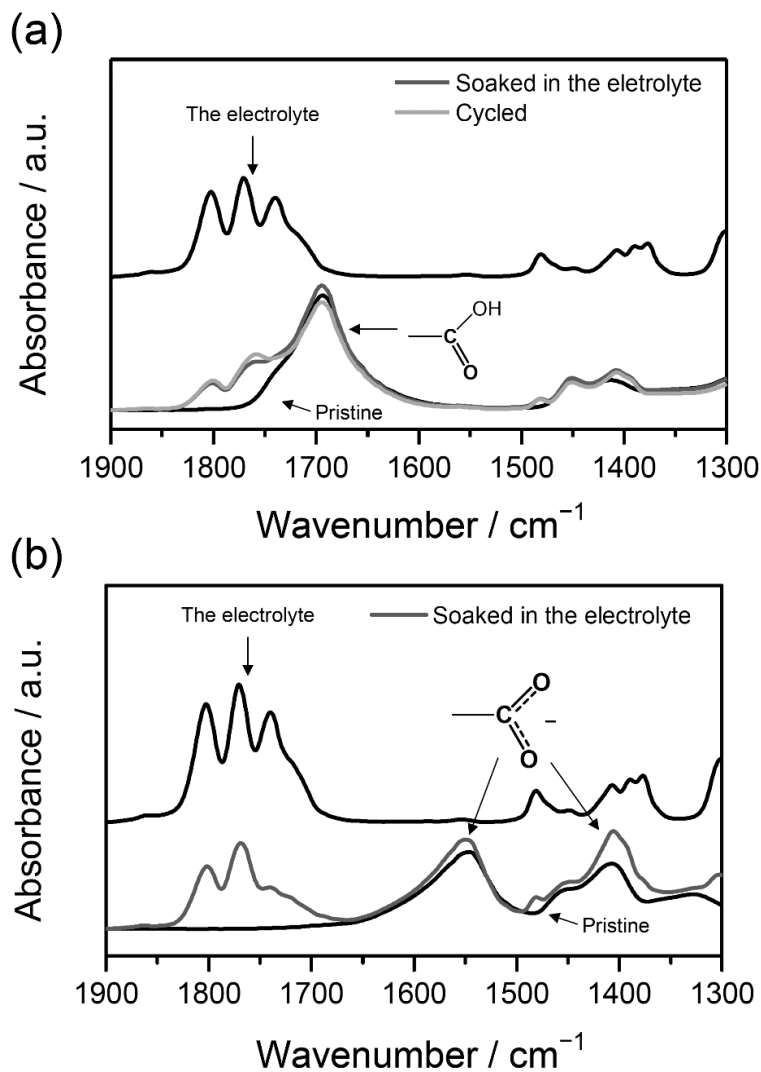 (a)
Soaked in the eletrolyte
Cycled
The electrolyte
OH
C
O
Pristine
Absorbance / a.u.
1900 1800 1700 1600 1500 1400 1300
Wavenumber / cm⁻¹
(b)
The electrolyte
Soaked in the electrolyte
O
C
−
O
Pristine
Absorbance / a.u.
1900 1800 1700 1600 1500 1400 1300
Wavenumber / cm⁻¹